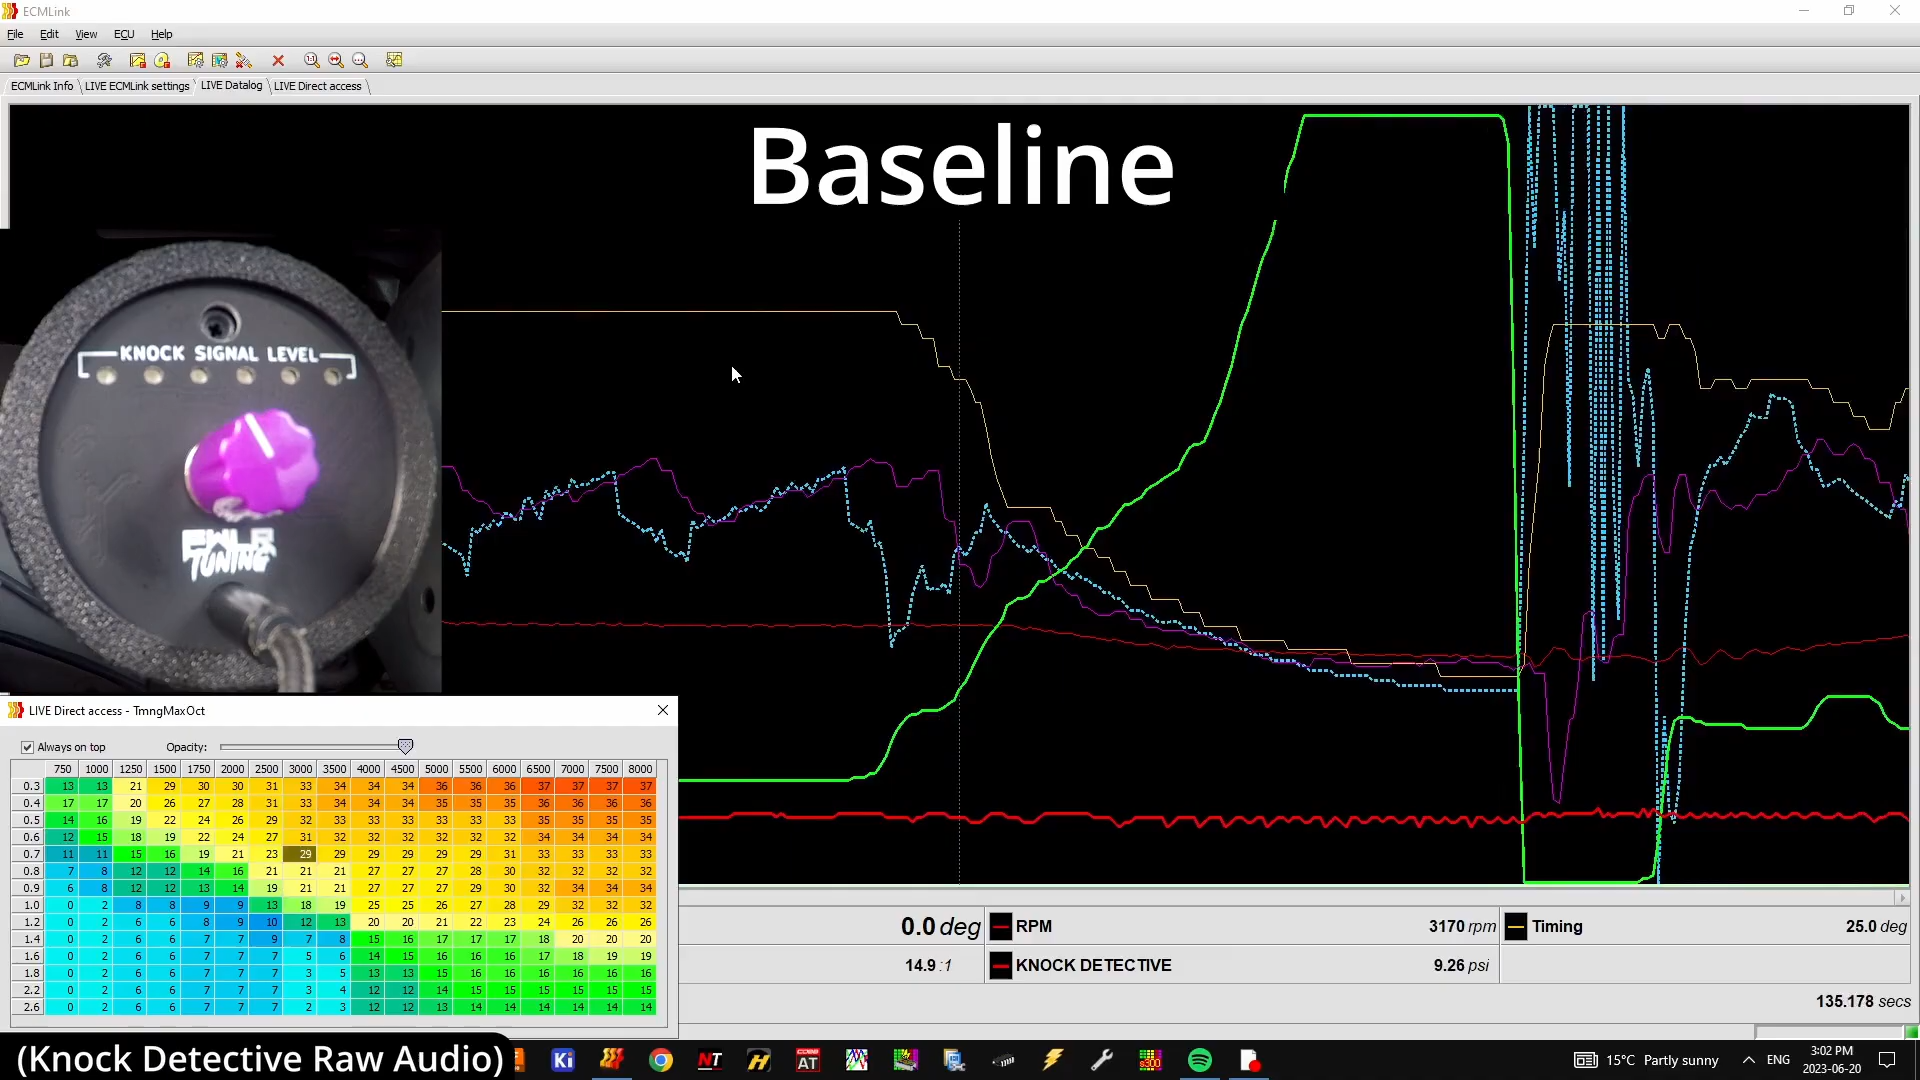 ECMLink
File Edit View ECU Help
ECMLink Info LIVE ECMLink settings LIVE Datalog LIVE Direct access
Baseline
KNOCK SIGNAL LEVEL
TUNING
LIVE Direct access - TmngMaxOct
Always on top Opacity:
750 1000 1250 1500 1750 2000 2500 3000 3500 4000 4500 5000 5500 6000 6500 7000 7500 8000
0.3 13 13 21 29 30 30 31 33 34 34 34 36 36 36 37 37 37 37
0.4 17 17 20 26 27 28 31 33 34 34 34 35 35 35 36 36 36 36
0.5 14 16 19 22 24 26 29 32 33 33 33 33 33 33 35 35 35 35
0.6 12 15 18 19 22 24 27 31 32 32 32 32 32 32 34 34 34 34
0.7 11 11 15 16 19 21 23 29 29 29 29 29 29 31 33 33 33 33
0.8 7 8 12 12 14 16 21 21 21 27 27 27 28 30 32 32 32 32
0.9 6 8 12 12 13 14 19 21 21 27 27 27 29 30 32 34 34 34
1.0 0 2 8 8 9 9 13 18 19 25 25 26 27 28 29 32 32 32
1.2 0 2 6 6 8 9 10 12 13 20 20 21 22 23 24 26 26 26
1.4 0 2 6 6 7 7 9 7 8 15 16 17 17 17 18 20 20 20
1.6 0 2 6 6 7 7 7 5 6 14 15 16 16 16 17 18 19 19
1.8 0 2 6 6 7 7 7 3 5 13 13 15 16 16 16 16 16 16
2.2 0 2 6 6 7 7 7 3 4 12 12 14 15 15 15 15 15 15
2.6 0 2 6 6 7 7 7 2 3 12 12 13 14 14 14 14 14 14
0.0 deg RPM 3170 rpm Timing 25.0 deg
14.9 :1 KNOCK DETECTIVE 9.26 psi
135.178 secs
(Knock Detective Raw Audio)
Ki NT H COBB AT s300 15°C Partly sunny ENG 3:02 PM
2023-06-20